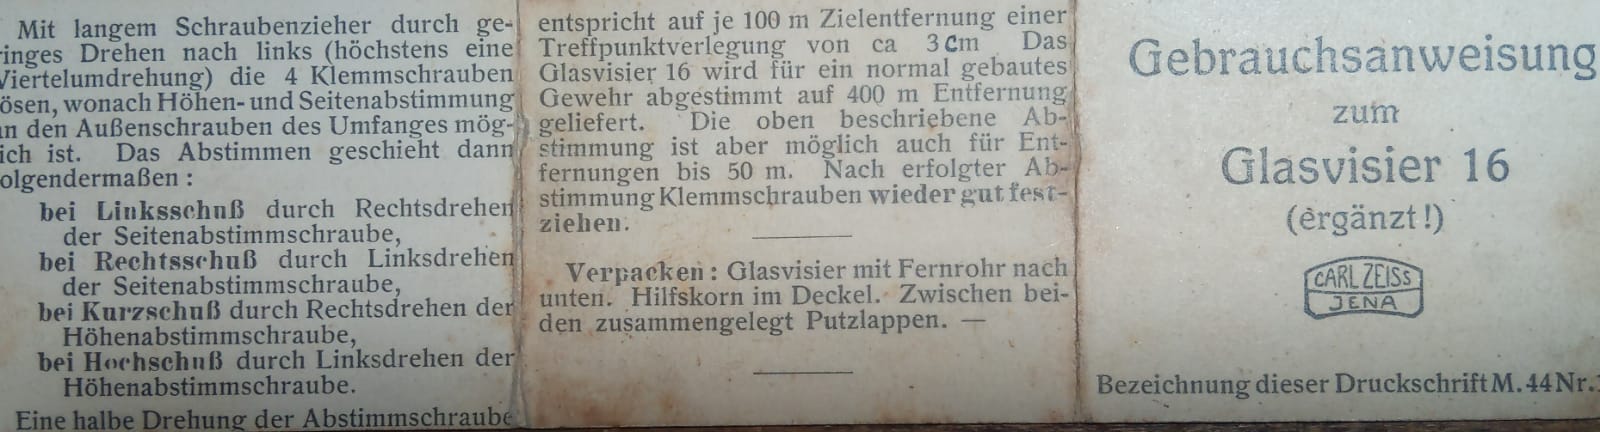 Mit langem Schraubenzieher durch ge-
ringes Drehen nach links (höchstens eine
Viertelumdrehung) die 4 Klemmschrauben
lösen, wonach Höhen- und Seitenabstimmung
an den Außenschrauben des Umfanges mög-
lich ist. Das Abstimmen geschieht dann
folgendermaßen :
bei Linksschuß durch Rechtsdrehen
der Seitenabstimmschraube,
bei Rechtsschuß durch Linksdrehen
der Seitenabstimmschraube,
bei Kurzschuß durch Rechtsdrehen der
Höhenabstimmschraube,
bei Hochschuß durch Linksdrehen der
Höhenabstimmschraube.
Eine halbe Drehung der Abstimmschraube
entspricht auf je 100 m Zielentfernung einer
Treffpunktverlegung von ca 3 cm Das
Glasvisier 16 wird für ein normal gebautes
Gewehr abgestimmt auf 400 m Entfernung
geliefert. Die oben beschriebene Ab-
stimmung ist aber möglich auch für Ent-
fernungen bis 50 m. Nach erfolgter Ab-
stimmung Klemmschrauben wieder gut fest-
ziehen.
Verpacken : Glasvisier mit Fernrohr nach
unten. Hilfskorn im Deckel. Zwischen bei-
den zusammengelegt Putzlappen. —
Gebrauchsanweisung
zum
Glasvisier 16
(ergänzt!)
CARL ZEISS
JENA
Bezeichnung dieser Druckschrift M. 44 Nr.